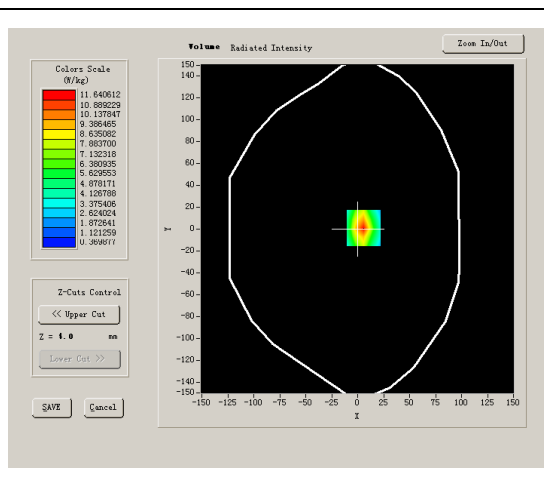 Volume Radiated Intensity
Zoom In/Out
Colors Scale
(W/kg)
11.640612
10.889229
10.137847
9.386465
8.635082
7.883700
7.132318
6.380935
5.629553
4.878171
4.126788
3.375406
2.624024
1.872641
1.121259
0.369877
Z-Cuts Control
<< Upper Cut
Z = 4.0 mm
Lower Cut >>
SAVE Cancel
150
140
120
100
80
60
40
20
0
-20
-40
-60
-80
-100
-120
-140
-150
Y
-150 -125 -100 -75 -50 -25 0 25 50 75 100 125 150
X